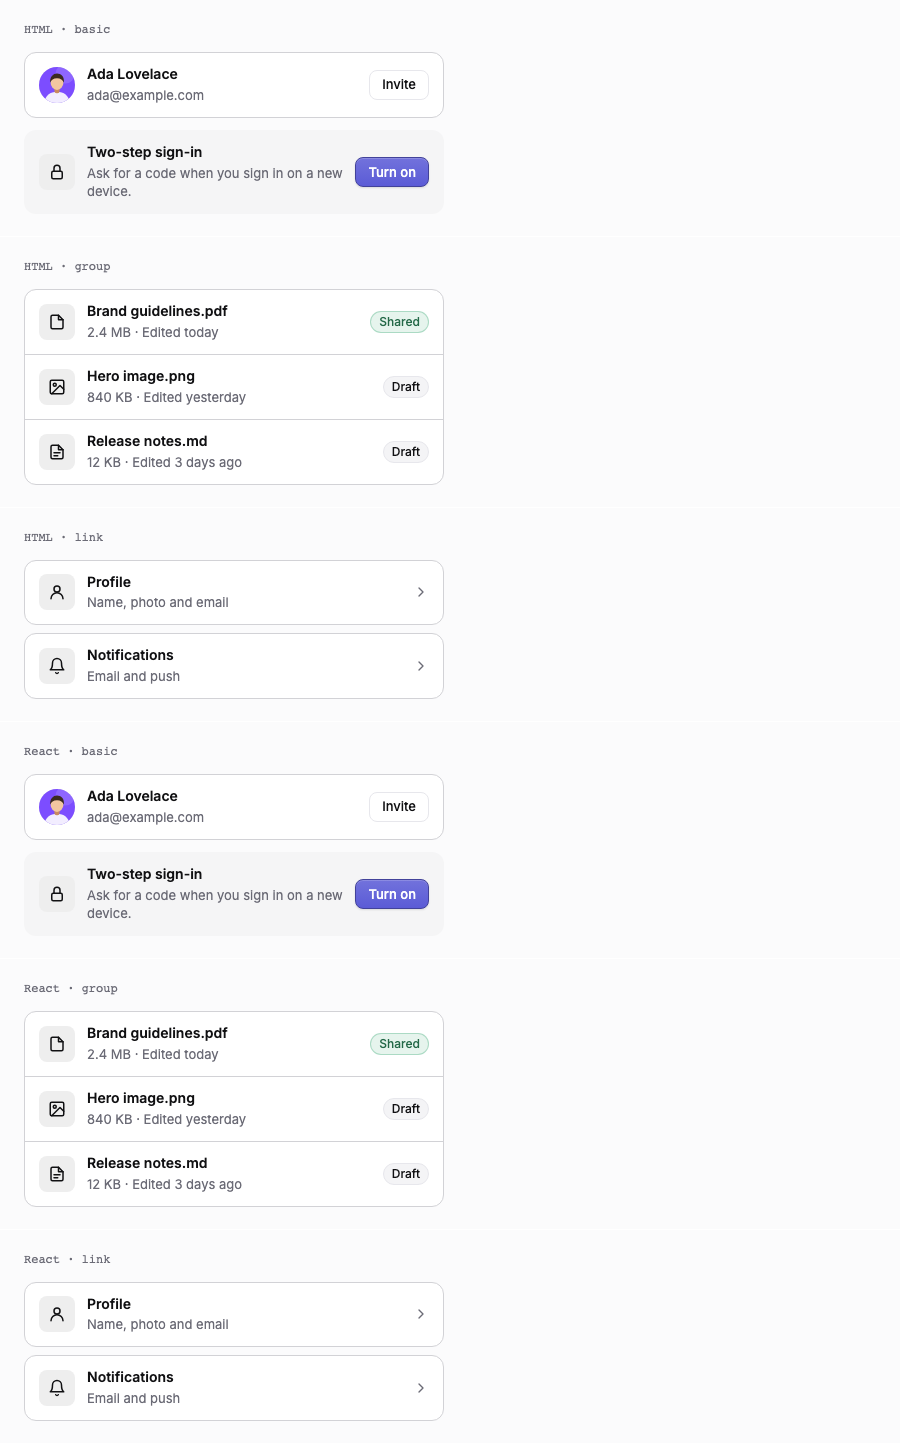 HTML · basic
Ada Lovelace
ada@example.com
Invite
Two-step sign-in
Ask for a code when you sign in on a new
device.
Turn on
HTML · group
Brand guidelines.pdf
2.4 MB · Edited today
Shared
Hero image.png
840 KB · Edited yesterday
Draft
Release notes.md
12 KB · Edited 3 days ago
Draft
HTML · link
Profile
Name, photo and email
Notifications
Email and push
React · basic
Ada Lovelace
ada@example.com
Invite
Two-step sign-in
Ask for a code when you sign in on a new
device.
Turn on
React · group
Brand guidelines.pdf
2.4 MB · Edited today
Shared
Hero image.png
840 KB · Edited yesterday
Draft
Release notes.md
12 KB · Edited 3 days ago
Draft
React · link
Profile
Name, photo and email
Notifications
Email and push